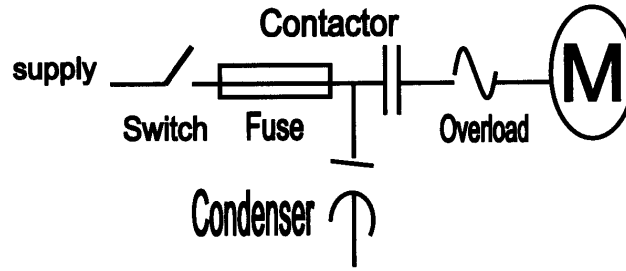 Contactor
supply
M
Switch
Fuse
Overload
Condenser